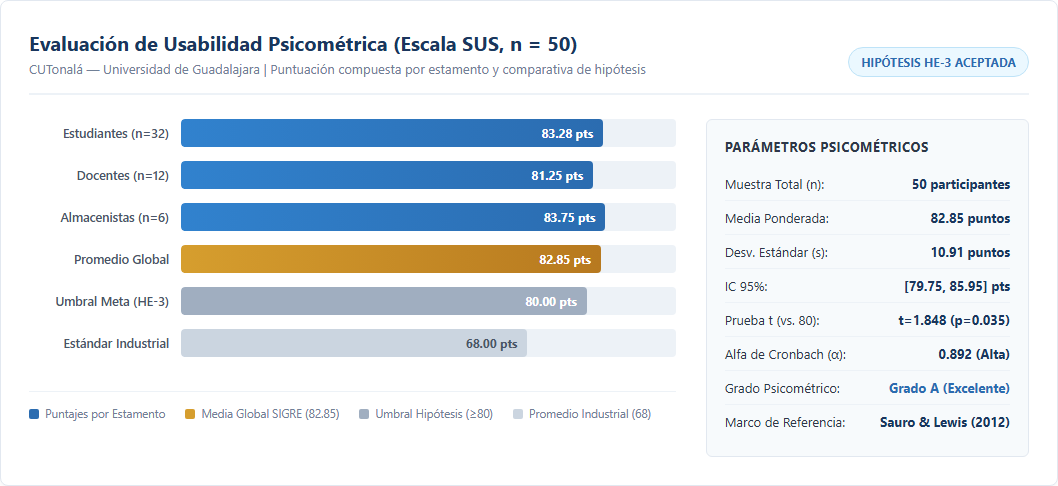 Evaluación de Usabilidad Psicométrica (Escala SUS, n = 50)
CUTonalá — Universidad de Guadalajara | Puntuación compuesta por estamento y comparativa de hipótesis
HIPÓTESIS HE-3 ACEPTADA
Estudiantes (n=32) 83.28 pts
Docentes (n=12) 81.25 pts
Almacenistas (n=6) 83.75 pts
Promedio Global 82.85 pts
Umbral Meta (HE-3) 80.00 pts
Estándar Industrial 68.00 pts
Puntajes por Estamento Media Global SIGRE (82.85) Umbral Hipótesis (≥80) Promedio Industrial (68)
PARÁMETROS PSICOMÉTRICOS
Muestra Total (n): 50 participantes
Media Ponderada: 82.85 puntos
Desv. Estándar (s): 10.91 puntos
IC 95%: [79.75, 85.95] pts
Prueba t (vs. 80): t=1.848 (p=0.035)
Alfa de Cronbach (α): 0.892 (Alta)
Grado Psicométrico: Grado A (Excelente)
Marco de Referencia: Sauro & Lewis (2012)